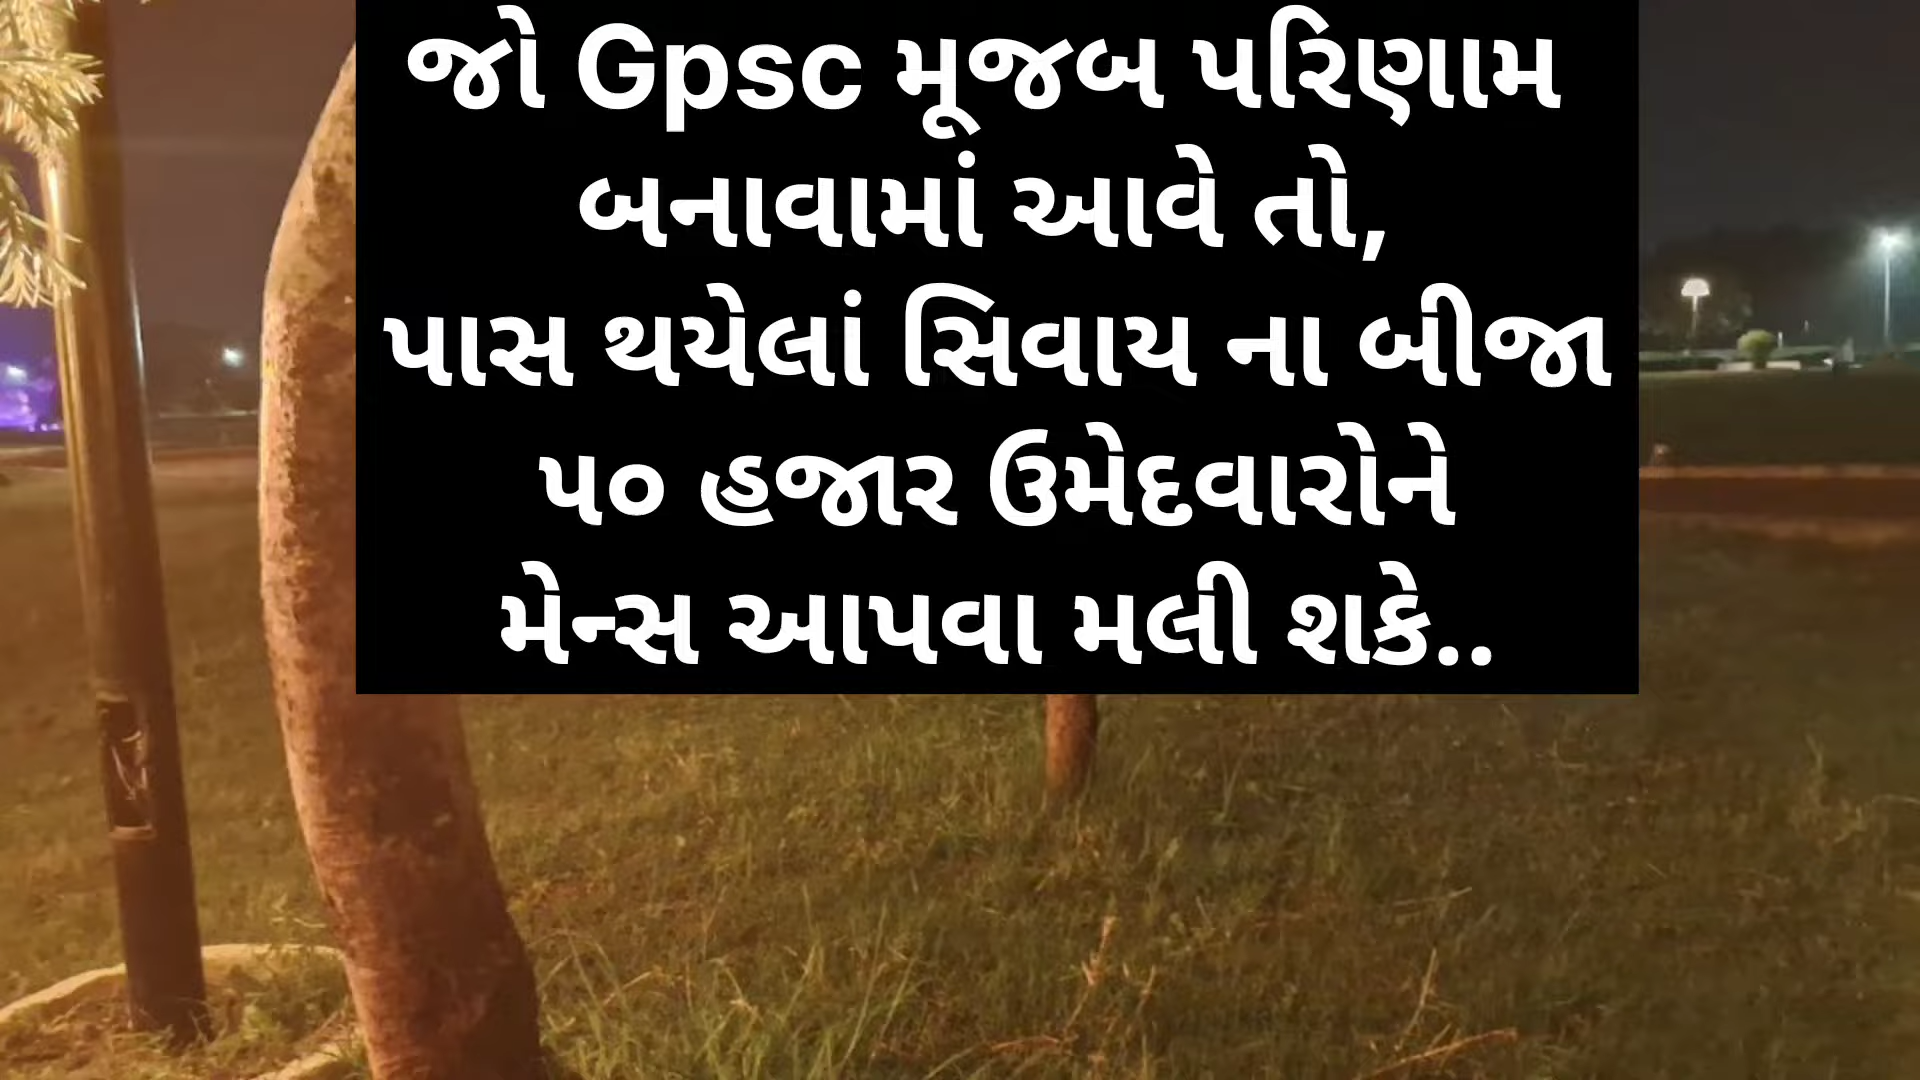 જો Gpsc મૂજબ પરિણામ
બનાવામાં આવે તો,
પાસ થયેલાં સિવાય ના બીજા
૫૦ હજાર ઉમેદવારોને
મેન્સ આપવા મલી શકે..